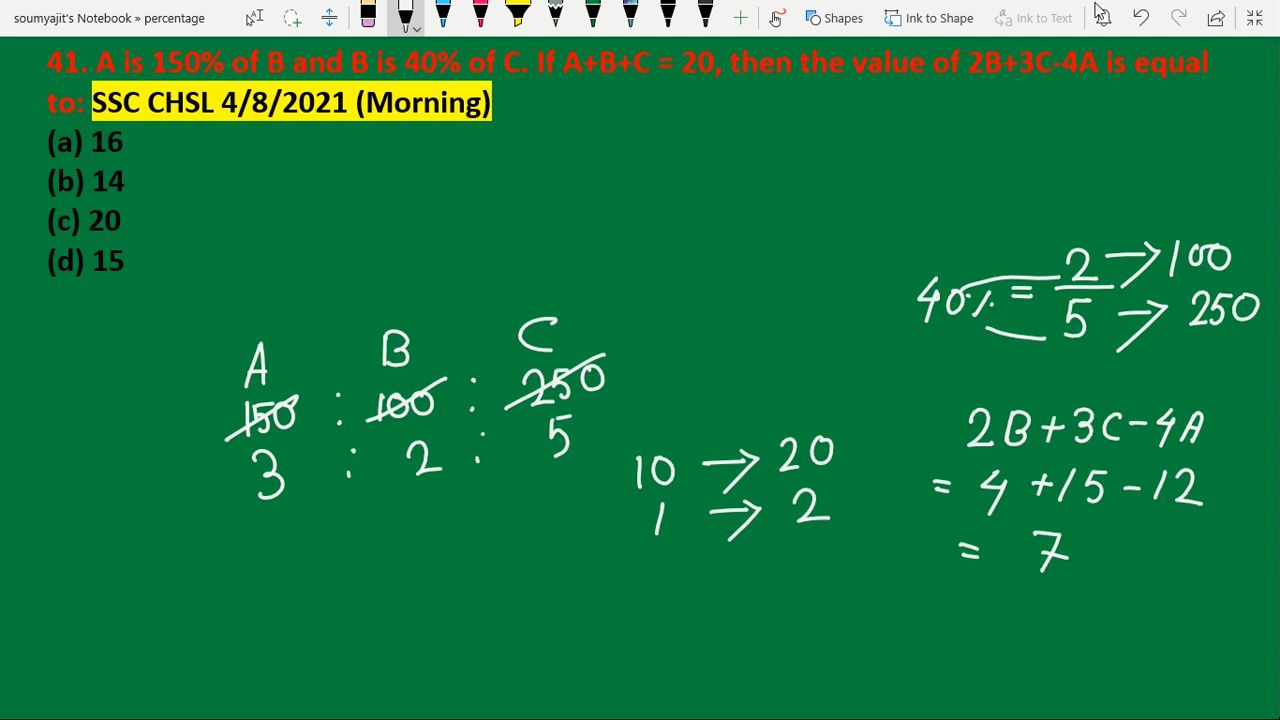 soumyajit's Notebook » percentage
Shapes
Ink to Shape
Ink to Text
41. A is 150% of B and B is 40% of C. If A+B+C = 20, then the value of 2B+3C-4A is equal
to: SSC CHSL 4/8/2021 (Morning)
(a) 16
(b) 14
(c) 20
(d) 15
40% = 2/5
2 → 100
5 → 250
A B C
150 : 100 : 250
3 : 2 : 5
10 → 20
1 → 2
2B+3C-4A
= 4 +15 -12
= 7